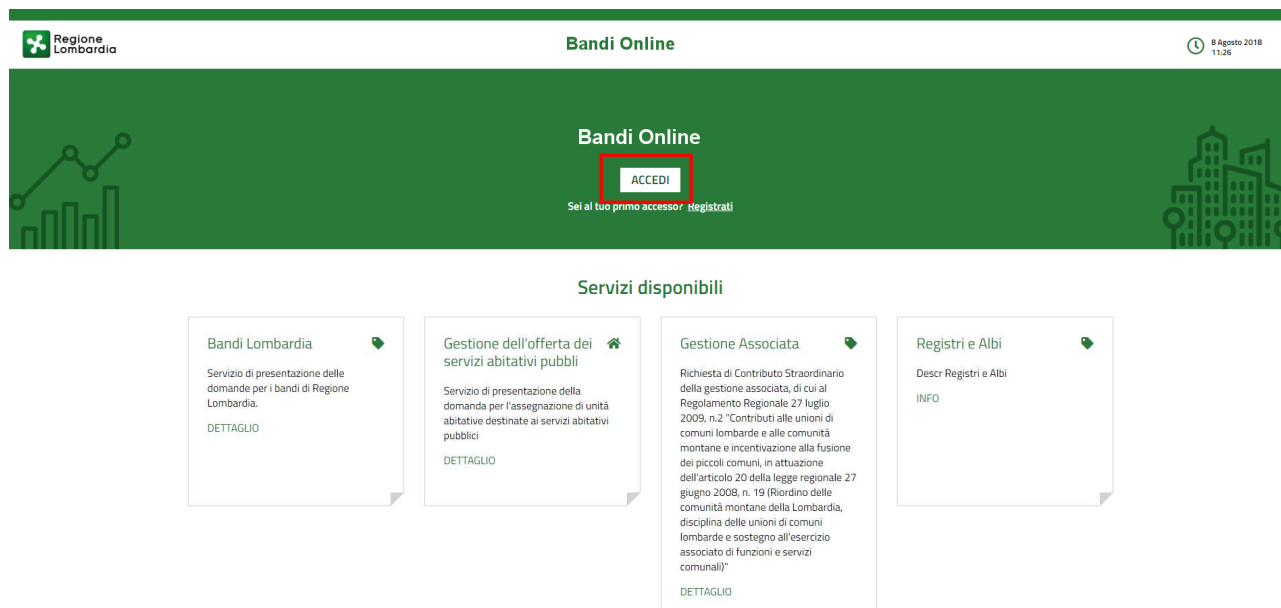 Regione
Lombardia
Bandi Online
8 Agosto 2018
11:26
Bandi Online
ACCEDI
Sei al tuo primo accesso? Registrati
Servizi disponibili
Bandi Lombardia
Servizio di presentazione delle
domande per i bandi di Regione
Lombardia.
DETTAGLIO
Gestione dell'offerta dei
servizi abitativi pubbli
Servizio di presentazione della
domanda per l'assegnazione di unità
abitative destinate ai servizi abitativi
pubblici
DETTAGLIO
Gestione Associata
Richiesta di Contributo Straordinario
della gestione associata, di cui al
Regolamento Regionale 27 luglio
2009, n.2 "Contributi alle unioni di
comuni lombarde e alle comunità
montane e incentivazione alla fusione
dei piccoli comuni, in attuazione
dell'articolo 20 della legge regionale 27
giugno 2008, n. 19 (Riordino delle
comunità montane della Lombardia,
disciplina delle unioni di comuni
lombarde e sostegno all'esercizio
associato di funzioni e servizi
comunali)"
DETTAGLIO
Registri e Albi
Descr Registri e Albi
INFO